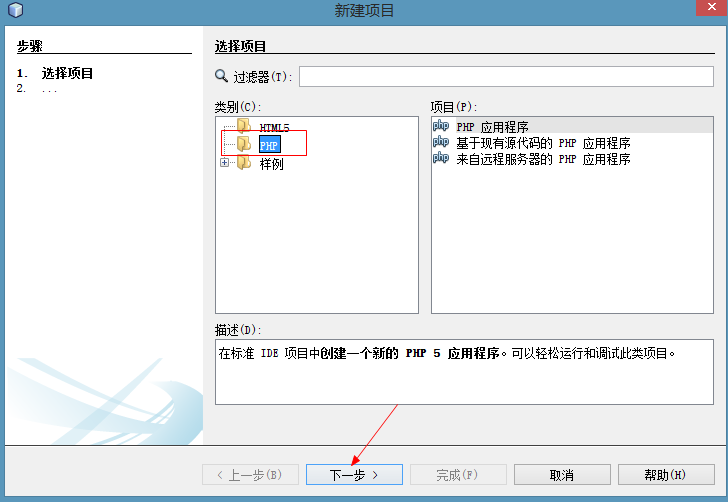 新建项目
步骤
1. 选择项目
2. ...
选择项目
过滤器(T):
类别(C):
HTML5
PHP
样例
项目(P):
php PHP 应用程序
php 基于现有源代码的 PHP 应用程序
php 来自远程服务器的 PHP 应用程序
描述(D):
在标准 IDE 项目中创建一个新的 PHP 5 应用程序。可以轻松运行和调试此类项目。
< 上一步(B)
下一步 >
完成(F)
取消
帮助(H)